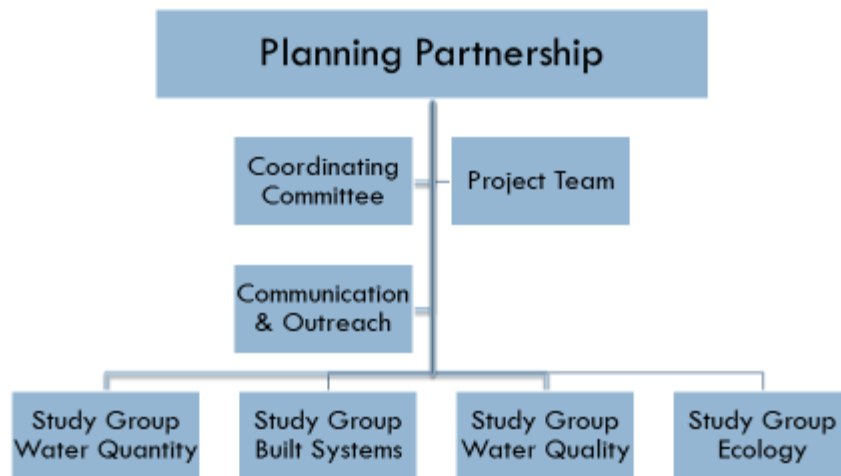 Planning Partnership
Coordinating
Committee
Project Team
Communication
& Outreach
Study Group
Water Quantity
Study Group
Built Systems
Study Group
Water Quality
Study Group
Ecology